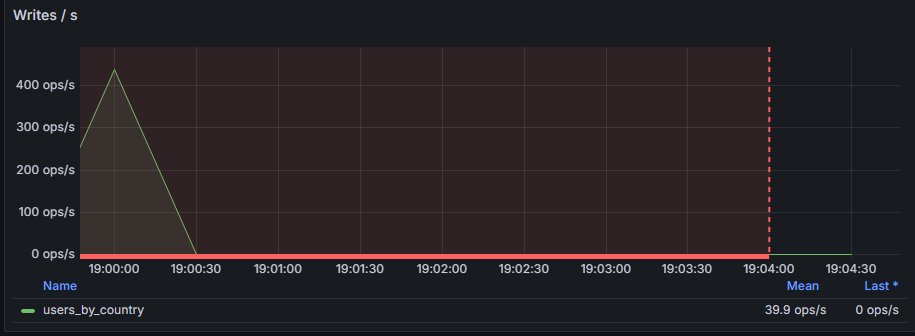 Writes / s
400 ops/s
300 ops/s
200 ops/s
100 ops/s
0 ops/s
19:00:00 19:00:30 19:01:00 19:01:30 19:02:00 19:02:30 19:03:00 19:03:30 19:04:00 19:04:30
Name Mean Last *
users_by_country 39.9 ops/s 0 ops/s